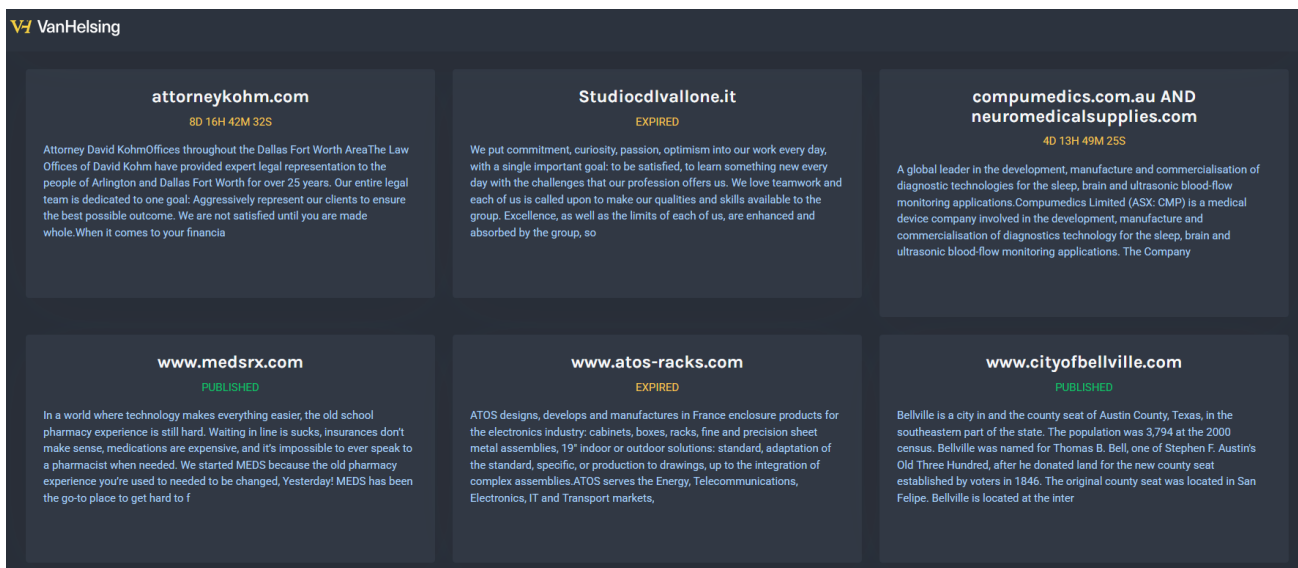 VH VanHelsing
attorneykohm.com
8D 16H 42M 32S
Attorney David KohmOffices throughout the Dallas Fort Worth AreaThe Law
Offices of David Kohm have provided expert legal representation to the
people of Arlington and Dallas Fort Worth for over 25 years. Our entire legal
team is dedicated to one goal: Aggressively represent our clients to ensure
the best possible outcome. We are not satisfied until you are made
whole.When it comes to your financia
Studiocdlvallone.it
EXPIRED
We put commitment, curiosity, passion, optimism into our work every day,
with a single important goal: to be satisfied, to learn something new every
day with the challenges that our profession offers us. We love teamwork and
each of us is called upon to make our qualities and skills available to the
group. Excellence, as well as the limits of each of us, are enhanced and
absorbed by the group, so
compumedics.com.au AND
neuromedicalsupplies.com
4D 13H 49M 25S
A global leader in the development, manufacture and commercialisation of
diagnostic technologies for the sleep, brain and ultrasonic blood-flow
monitoring applications.Compumedics Limited (ASX: CMP) is a medical
device company involved in the development, manufacture and
commercialisation of diagnostics technology for the sleep, brain and
ultrasonic blood-flow monitoring applications. The Company
www.medsrx.com
PUBLISHED
In a world where technology makes everything easier, the old school
pharmacy experience is still hard. Waiting in line is sucks, insurances don't
make sense, medications are expensive, and it's impossible to ever speak to
a pharmacist when needed. We started MEDS because the old pharmacy
experience you're used to needed to be changed, Yesterday! MEDS has been
the go-to place to get hard to f
www.atos-racks.com
EXPIRED
ATOS designs, develops and manufactures in France enclosure products for
the electronics industry: cabinets, boxes, racks, fine and precision sheet
metal assemblies, 19" indoor or outdoor solutions: standard, adaptation of
the standard, specific, or production to drawings, up to the integration of
complex assemblies.ATOS serves the Energy, Telecommunications,
Electronics, IT and Transport markets,
www.cityofbellville.com
PUBLISHED
Bellville is a city in and the county seat of Austin County, Texas, in the
southeastern part of the state. The population was 3,794 at the 2000
census. Bellville was named for Thomas B. Bell, one of Stephen F. Austin's
Old Three Hundred, after he donated land for the new county seat
established by voters in 1846. The original county seat was located in San
Felipe. Bellville is located at the inter